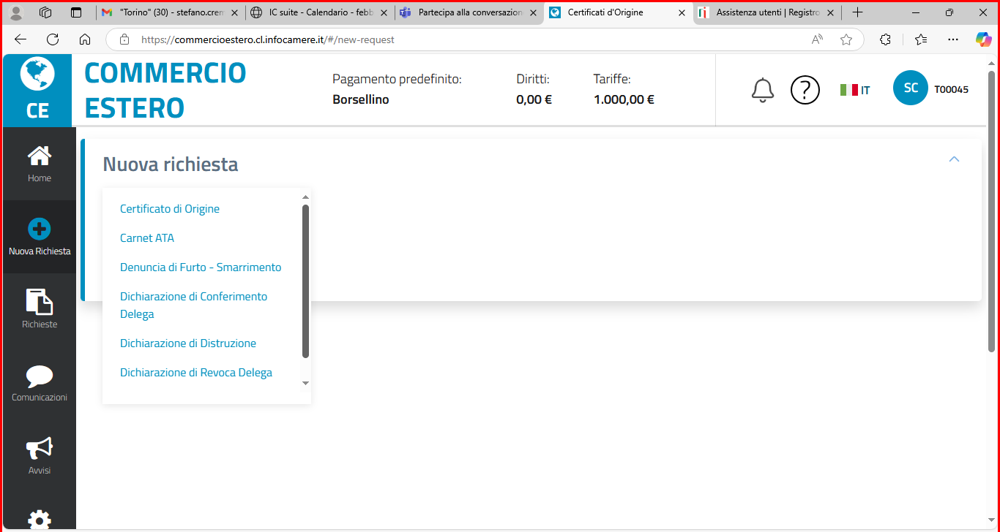 "Torino" (30) - stefano.crem
IC suite - Calendario - febb
Partecipa alla conversazion
Certificati d'Origine
Assistenza utenti | Registro
https://commercioestero.cl.infocamere.it/#/new-request
CE
COMMERCIO
ESTERO
Pagamento predefinito:
Borsellino
Diritti:
0,00 €
Tariffe:
1.000,00 €
?
IT
SC
T00045
Home
Nuova Richiesta
Richieste
Comunicazioni
Avvisi
Nuova richiesta
Certificato di Origine
Carnet ATA
Denuncia di Furto - Smarrimento
Dichiarazione di Conferimento
Delega
Dichiarazione di Distruzione
Dichiarazione di Revoca Delega